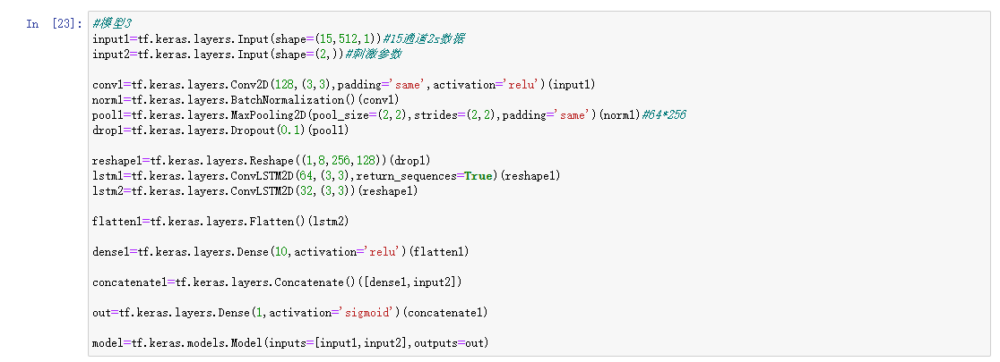 In [23]: #模型3
input1=tf.keras.layers.Input(shape=(15,512,1))#15通道2s数据
input2=tf.keras.layers.Input(shape=(2,))#刺激参数
conv1=tf.keras.layers.Conv2D(128,(3,3),padding='same',activation='relu')(input1)
norm1=tf.keras.layers.BatchNormalization()(conv1)
pool1=tf.keras.layers.MaxPooling2D(pool_size=(2,2),strides=(2,2),padding='same')(norm1)#64*256
drop1=tf.keras.layers.Dropout(0.1)(pool1)
reshape1=tf.keras.layers.Reshape((1,8,256,128))(drop1)
lstm1=tf.keras.layers.ConvLSTM2D(64,(3,3),return_sequences=True)(reshape1)
lstm2=tf.keras.layers.ConvLSTM2D(32,(3,3))(reshape1)
flatten1=tf.keras.layers.Flatten()(lstm2)
dense1=tf.keras.layers.Dense(10,activation='relu')(flatten1)
concatenate1=tf.keras.layers.Concatenate()([dense1,input2])
out=tf.keras.layers.Dense(1,activation='sigmoid')(concatenate1)
model=tf.keras.models.Model(inputs=[input1,input2],outputs=out)